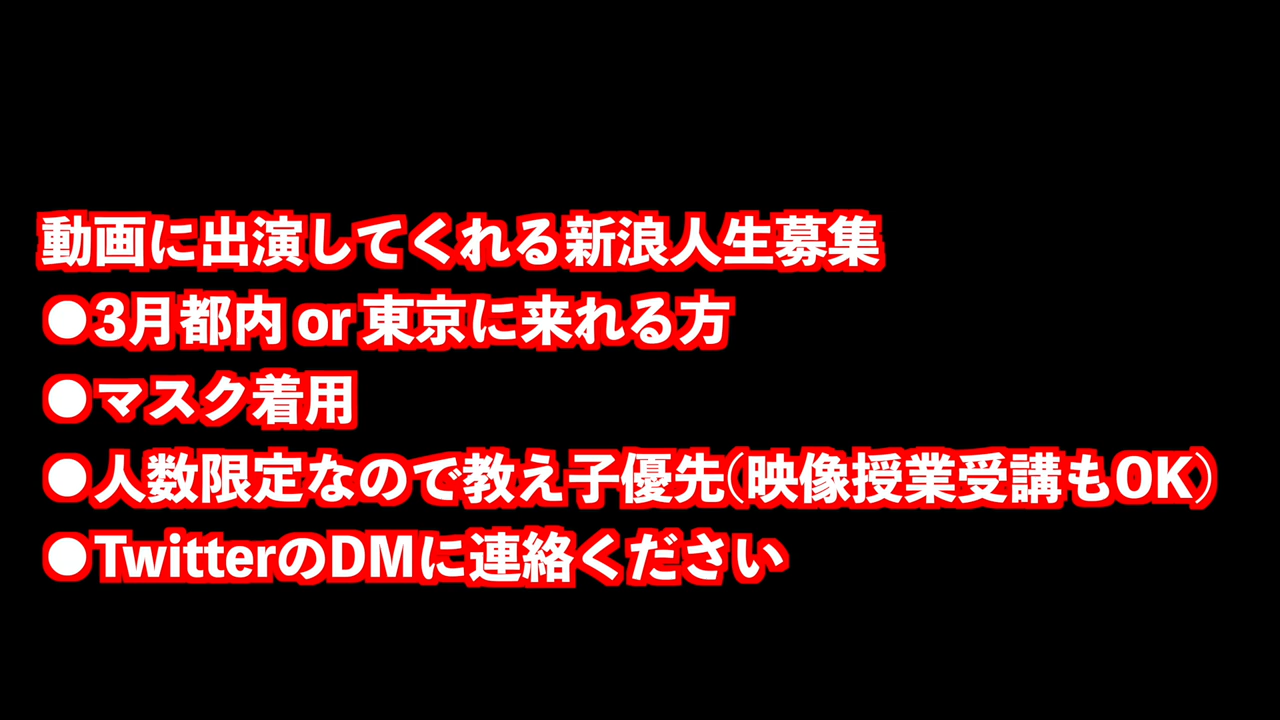 動画に出演してくれる新浪人生募集
●3月都内 or 東京に来れる方
●マスク着用
●人数限定なので教え子優先（映像授業受講もOK）
●TwitterのDMに連絡ください